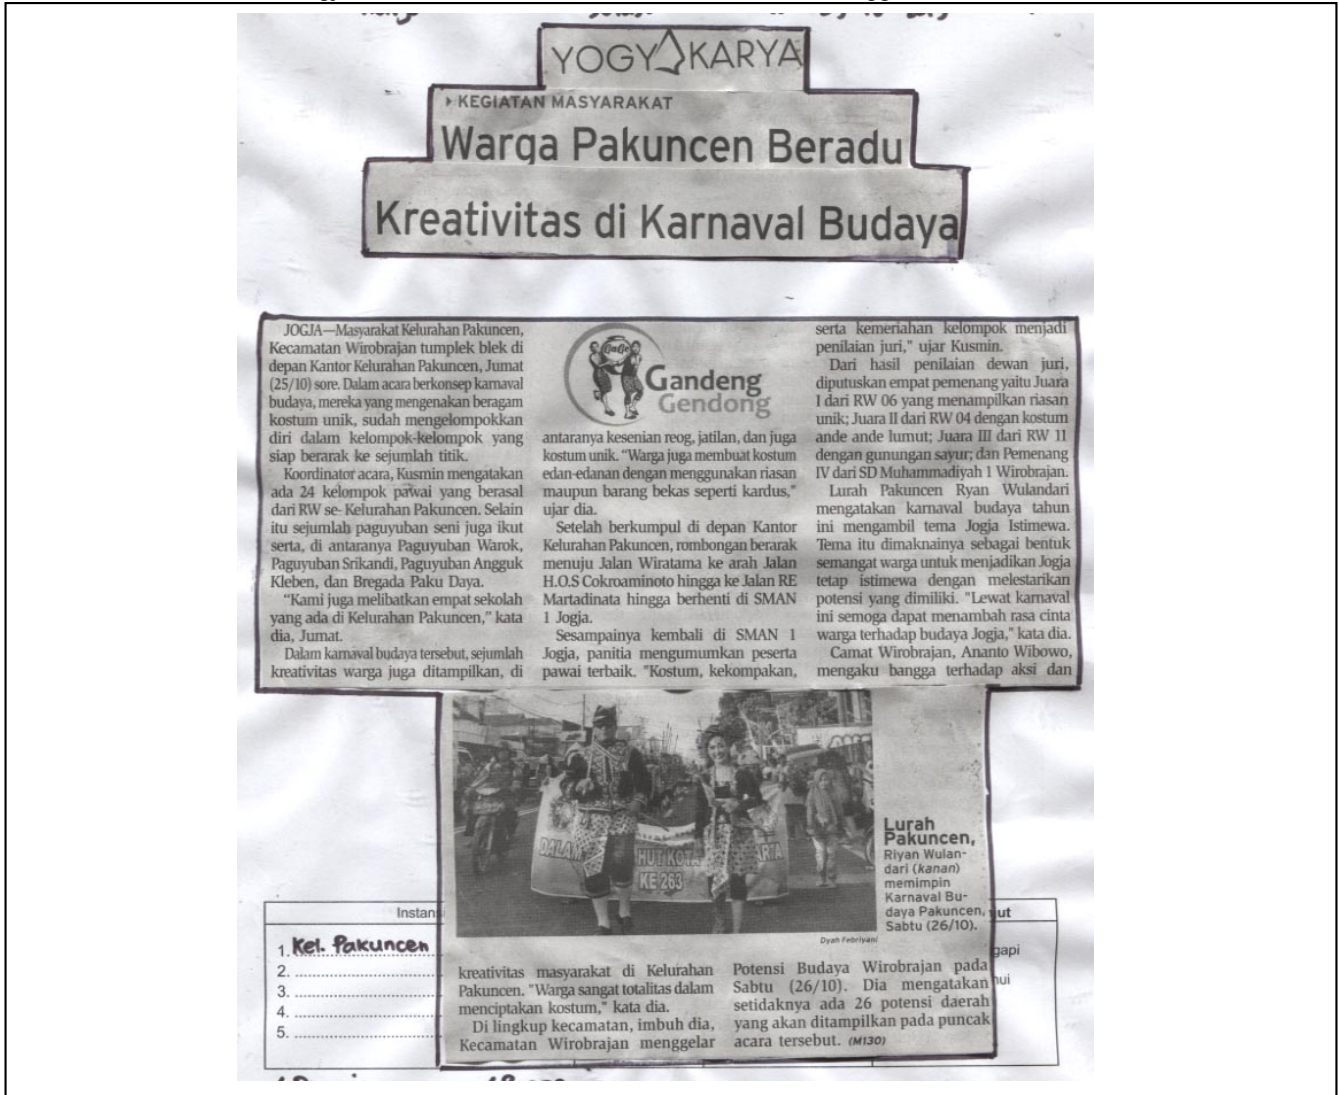 YOGYAKARYA
KEGIATAN MASYARAKAT
Warga Pakuncen Beradu
Kreativitas di Karnaval Budaya
JOGJA—Masyarakat Kelurahan Pakuncen,
Kecamatan Wirobrajan tumplek blek di
depan Kantor Kelurahan Pakuncen, Jumat
(25/10) sore. Dalam acara berkonsep karnaval
budaya, mereka yang mengenakan beragam
kostum unik, sudah mengelompokkan
diri dalam kelompok-kelompok yang
siap berarak ke sejumlah titik.
Koordinator acara, Kusmin mengatakan
ada 24 kelompok pawai yang berasal
dari RW se- Kelurahan Pakuncen. Selain
itu sejumlah paguyuban seni juga ikut
serta, di antaranya Paguyuban Warok,
Paguyuban Srikandi, Paguyuban Angguk
Kleben, dan Bregada Paku Daya.
"Kami juga melibatkan empat sekolah
yang ada di Kelurahan Pakuncen," kata
dia, Jumat.
Dalam karnaval budaya tersebut, sejumlah
kreativitas warga juga ditampilkan, di
GaGe
Gandeng
Gendong
antaranya kesenian reog, jatilan, dan juga
kostum unik. "Warga juga membuat kostum
edan-edanan dengan menggunakan riasan
maupun barang bekas seperti kardus,"
ujar dia.
Setelah berkumpul di depan Kantor
Kelurahan Pakuncen, rombongan berarak
menuju Jalan Wiratama ke arah Jalan
H.O.S Cokroaminoto hingga ke Jalan RE
Martadinata hingga berhenti di SMAN
1 Jogja.
Sesampainya kembali di SMAN 1
Jogja, panitia mengumumkan peserta
pawai terbaik. "Kostum, kekompakan,
serta kemeriahan kelompok menjadi
penilaian juri," ujar Kusmin.
Dari hasil penilaian dewan juri,
diputuskan empat pemenang yaitu Juara
I dari RW 06 yang menampilkan riasan
unik; Juara II dari RW 04 dengan kostum
ande ande lumut; Juara III dari RW 11
dengan gunungan sayur; dan Pemenang
IV dari SD Muhammadiyah 1 Wirobrajan.
Lurah Pakuncen Ryan Wulandari
mengatakan karnaval budaya tahun
ini mengambil tema Jogja Istimewa.
Tema itu dimaknainya sebagai bentuk
semangat warga untuk menjadikan Jogja
tetap istimewa dengan melestarikan
potensi yang dimiliki. "Lewat karnaval
ini semoga dapat menambah rasa cinta
warga terhadap budaya Jogja," kata dia.
Camat Wirobrajan, Ananto Wibowo,
mengaku bangga terhadap aksi dan
DALAM HUT KOTA
KE 263
Lurah
Pakuncen,
Riyan Wulan-
dari (kanan)
memimpin
Karnaval Bu-
daya Pakuncen,
Sabtu (26/10).
Dyah Febriyani
kreativitas masyarakat di Kelurahan
Pakuncen. "Warga sangat totalitas dalam
menciptakan kostum," kata dia.
Di lingkup kecamatan, imbuh dia,
Kecamatan Wirobrajan menggelar
Potensi Budaya Wirobrajan pada
Sabtu (26/10). Dia mengatakan
setidaknya ada 26 potensi daerah
yang akan ditampilkan pada puncak
acara tersebut. (M130)
1. Kel. Pakuncen
2.
3.
4.
5.